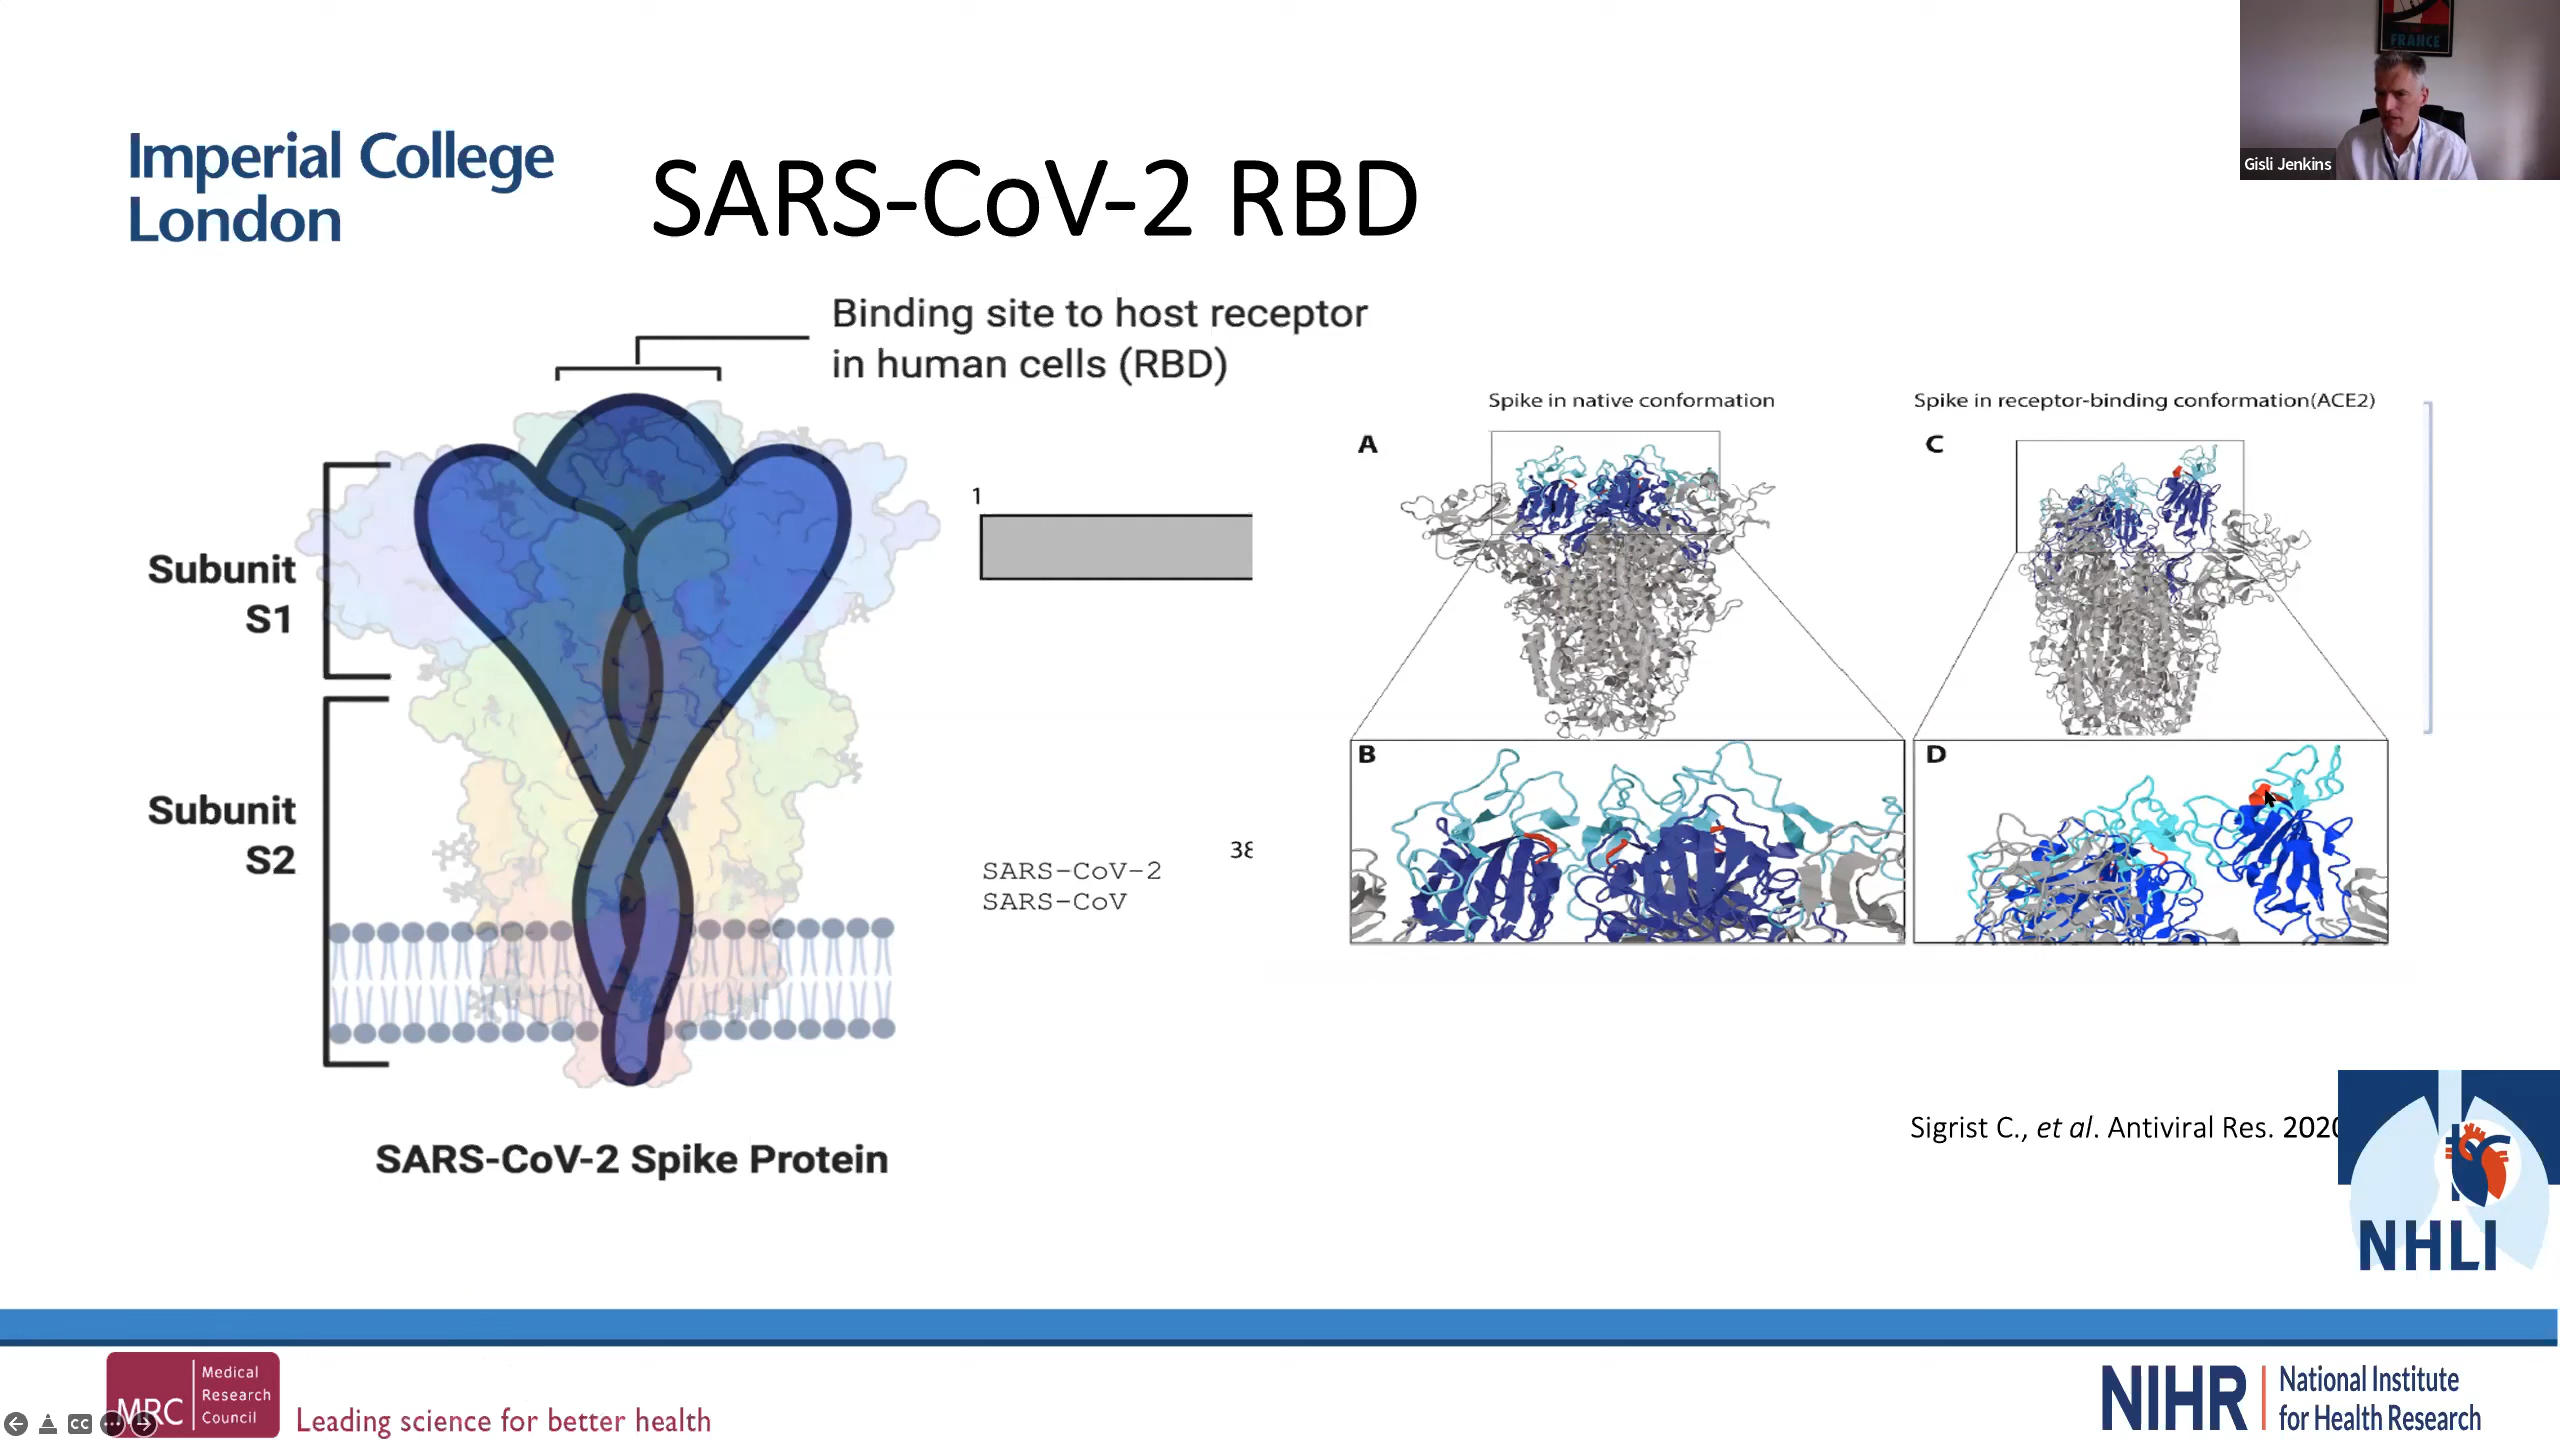 FRANCE
Gisli Jenkins
Imperial College
London
SARS-CoV-2 RBD
Binding site to host receptor
in human cells (RBD)
Subunit
S1
Subunit
S2
SARS-CoV-2 Spike Protein
1
38
SARS-CoV-2
SARS-CoV
Spike in native conformation
Spike in receptor-binding conformation(ACE2)
A
C
B
D
Sigrist C., et al. Antiviral Res. 2020
NHLI
MRC
Medical
Research
Council
Leading science for better health
CC
NIHR
National Institute
for Health Research